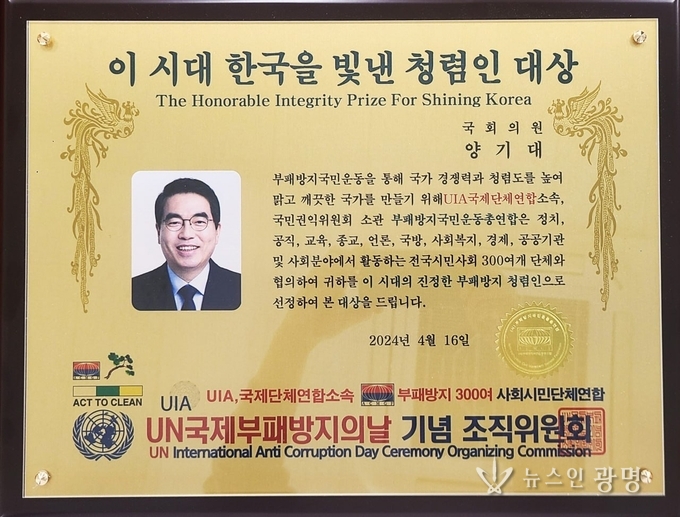 이 시대 한국을 빛낸 청렴인 대상
The Honorable Integrity Prize For Shining Korea
국회의원
양기대
부패방지국민운동을 통해 국가 경쟁력과 청렴도를 높여
맑고 깨끗한 국가를 만들기 위해UIA국제단체연합소속,
국민권익위원회 소관 부패방지국민운동총연합은 정치,
공직, 교육, 종교, 언론, 국방, 사회복지, 경제, 공공기관
및 사회분야에서 활동하는 전국시민사회 300여개 단체와
협의하여 귀하를 이 시대의 진정한 부패방지 청렴인으로
선정하여 본 대상을 드립니다.
2024년 4월 16일
ACT TO CLEAN
UIA
UIA,국제단체연합소속 부패방지 300여 사회시민단체연합
UN국제부패방지의날 기념 조직위원회
UN International Anti Corruption Day Ceremony Organizing Commission
뉴스인 광명